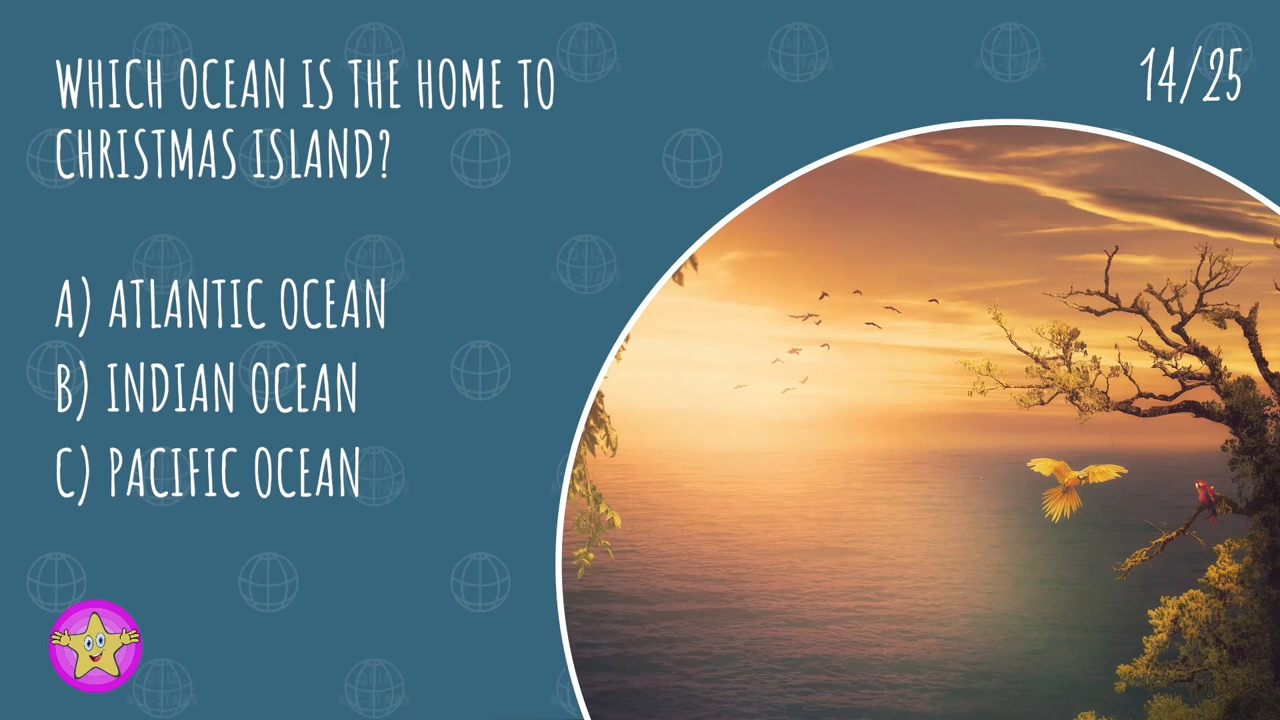 WHICH OCEAN IS THE HOME TO
CHRISTMAS ISLAND?
14/25
A) ATLANTIC OCEAN
B) INDIAN OCEAN
C) PACIFIC OCEAN